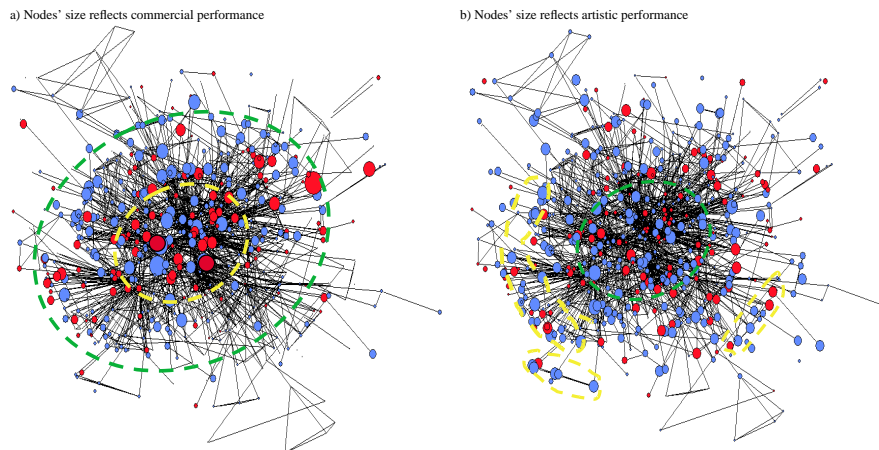 a) Nodes' size reflects commercial performance
b) Nodes' size reflects artistic performance